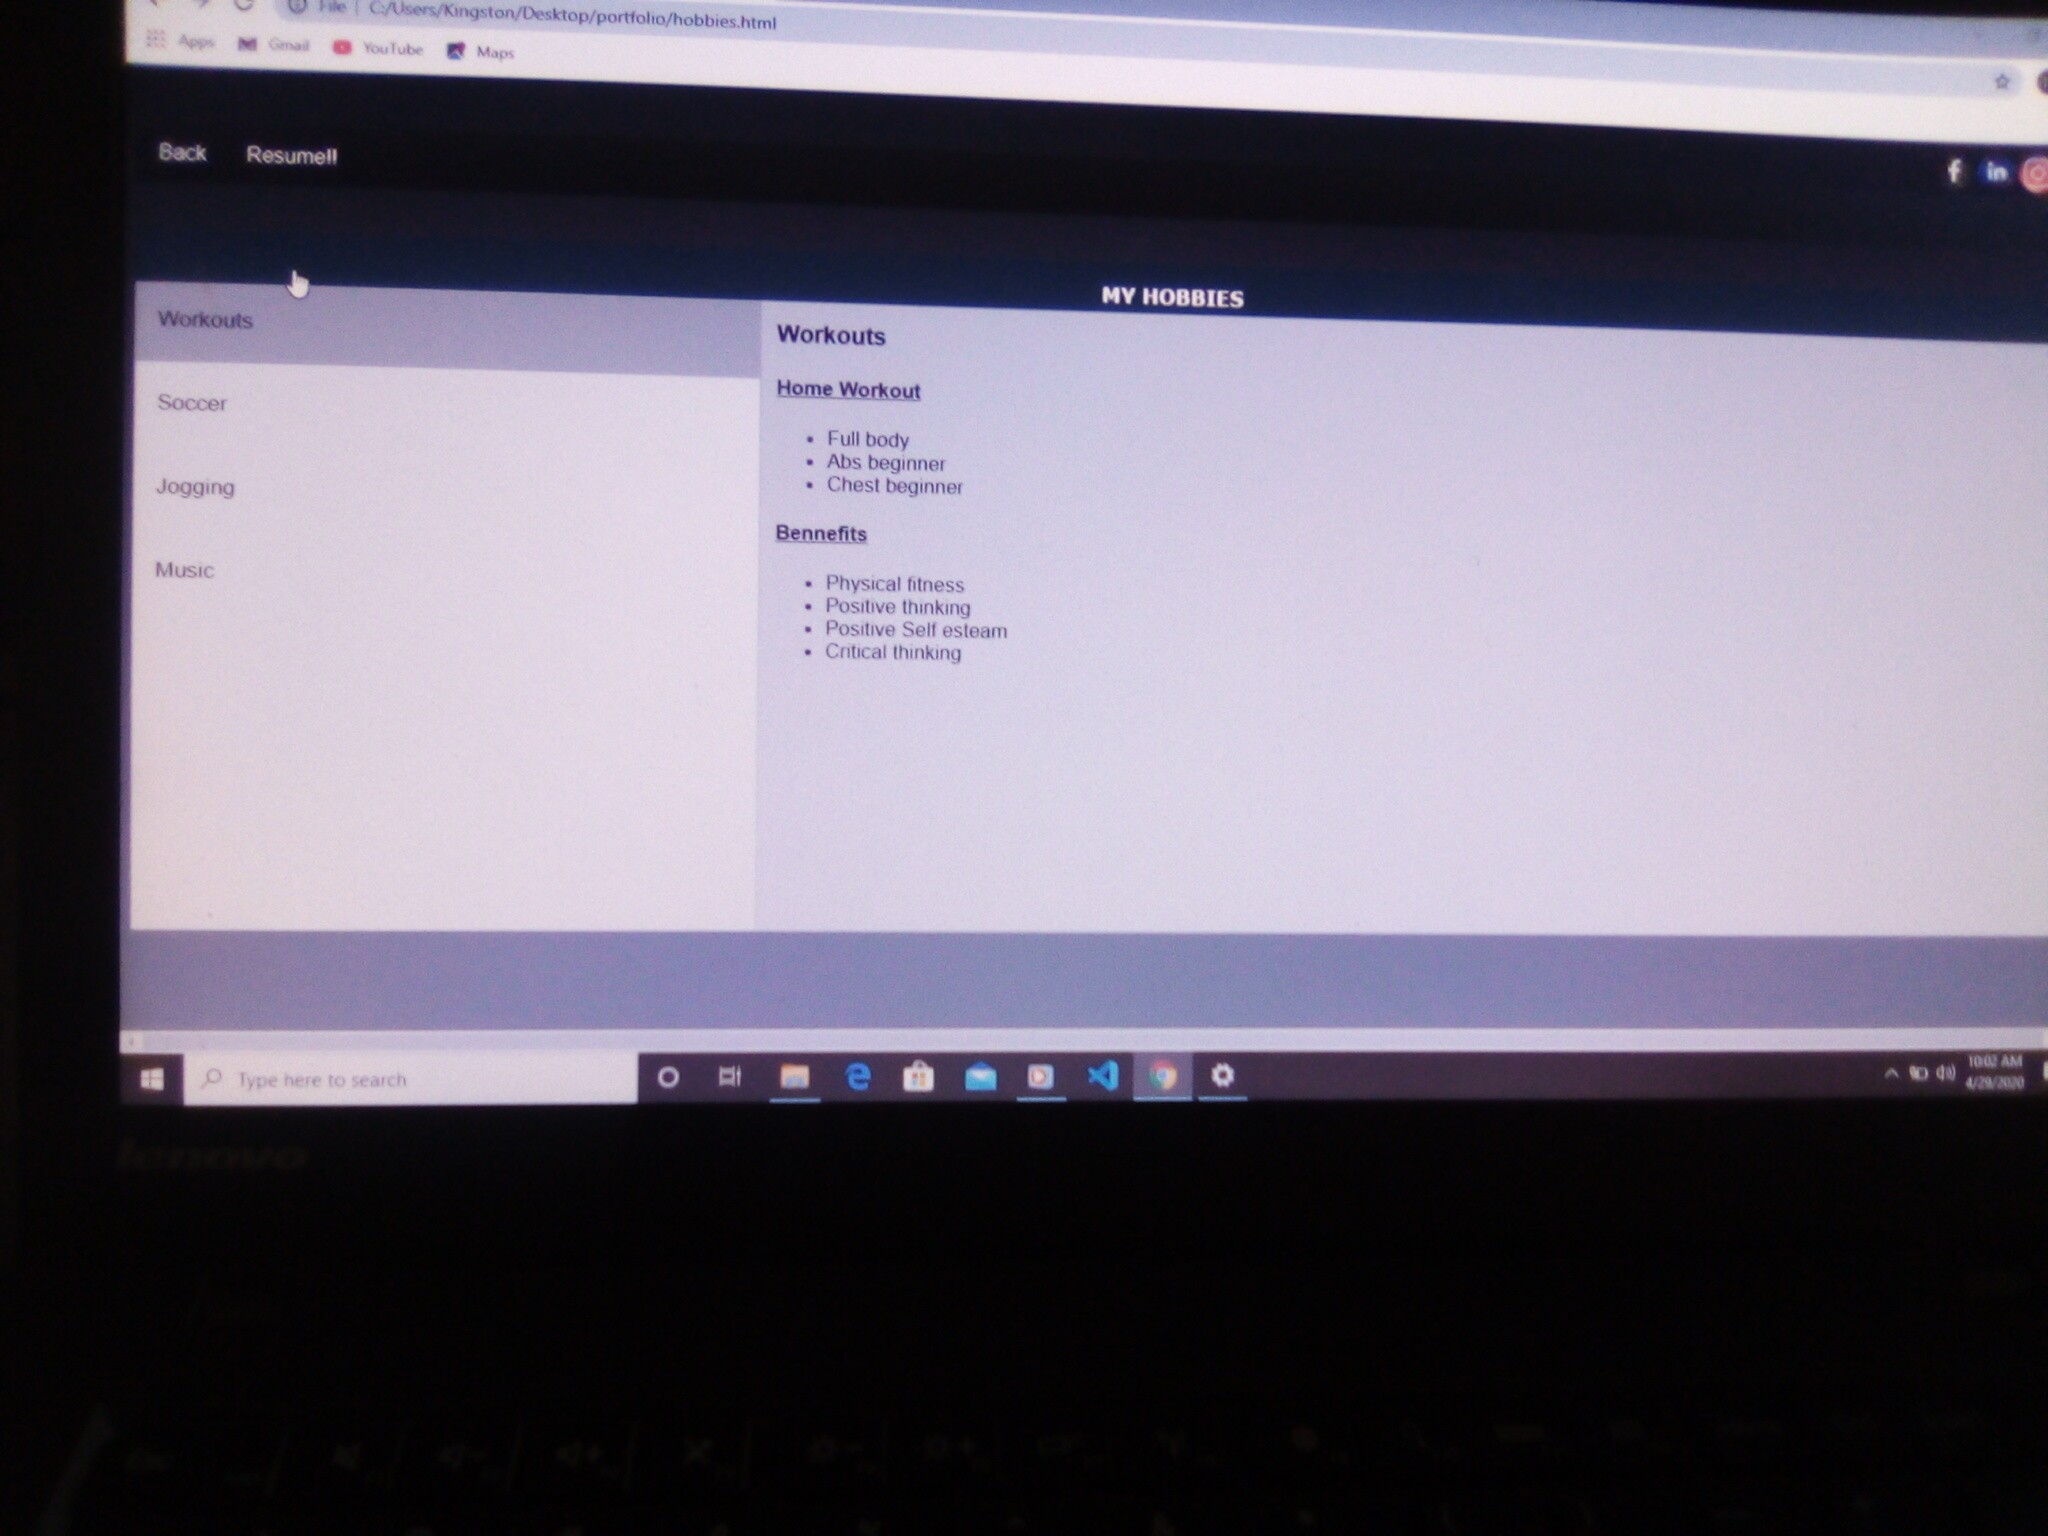 File | C:/Users/Kingston/Desktop/portfolio/hobbies.html
Apps Gmail YouTube Maps
Back Resume!! f in
MY HOBBIES
Workouts
Soccer
Jogging
Music
Workouts
Home Workout
• Full body
• Abs beginner
• Chest beginner
Bennefits
• Physical fitness
• Positive thinking
• Positive Self esteam
• Critical thinking
Type here to search
10:02 AM
4/29/2020
lenovo